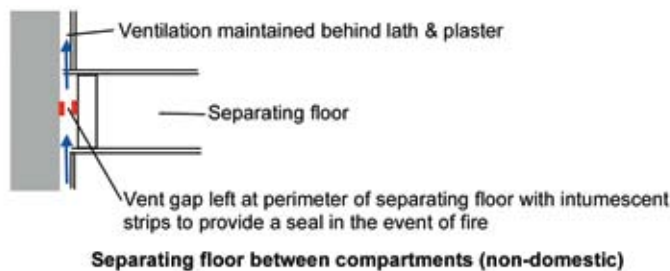 Ventilation maintained behind lath & plaster
Separating floor
Vent gap left at perimeter of separating floor with intumescent
strips to provide a seal in the event of fire
Separating floor between compartments (non-domestic)